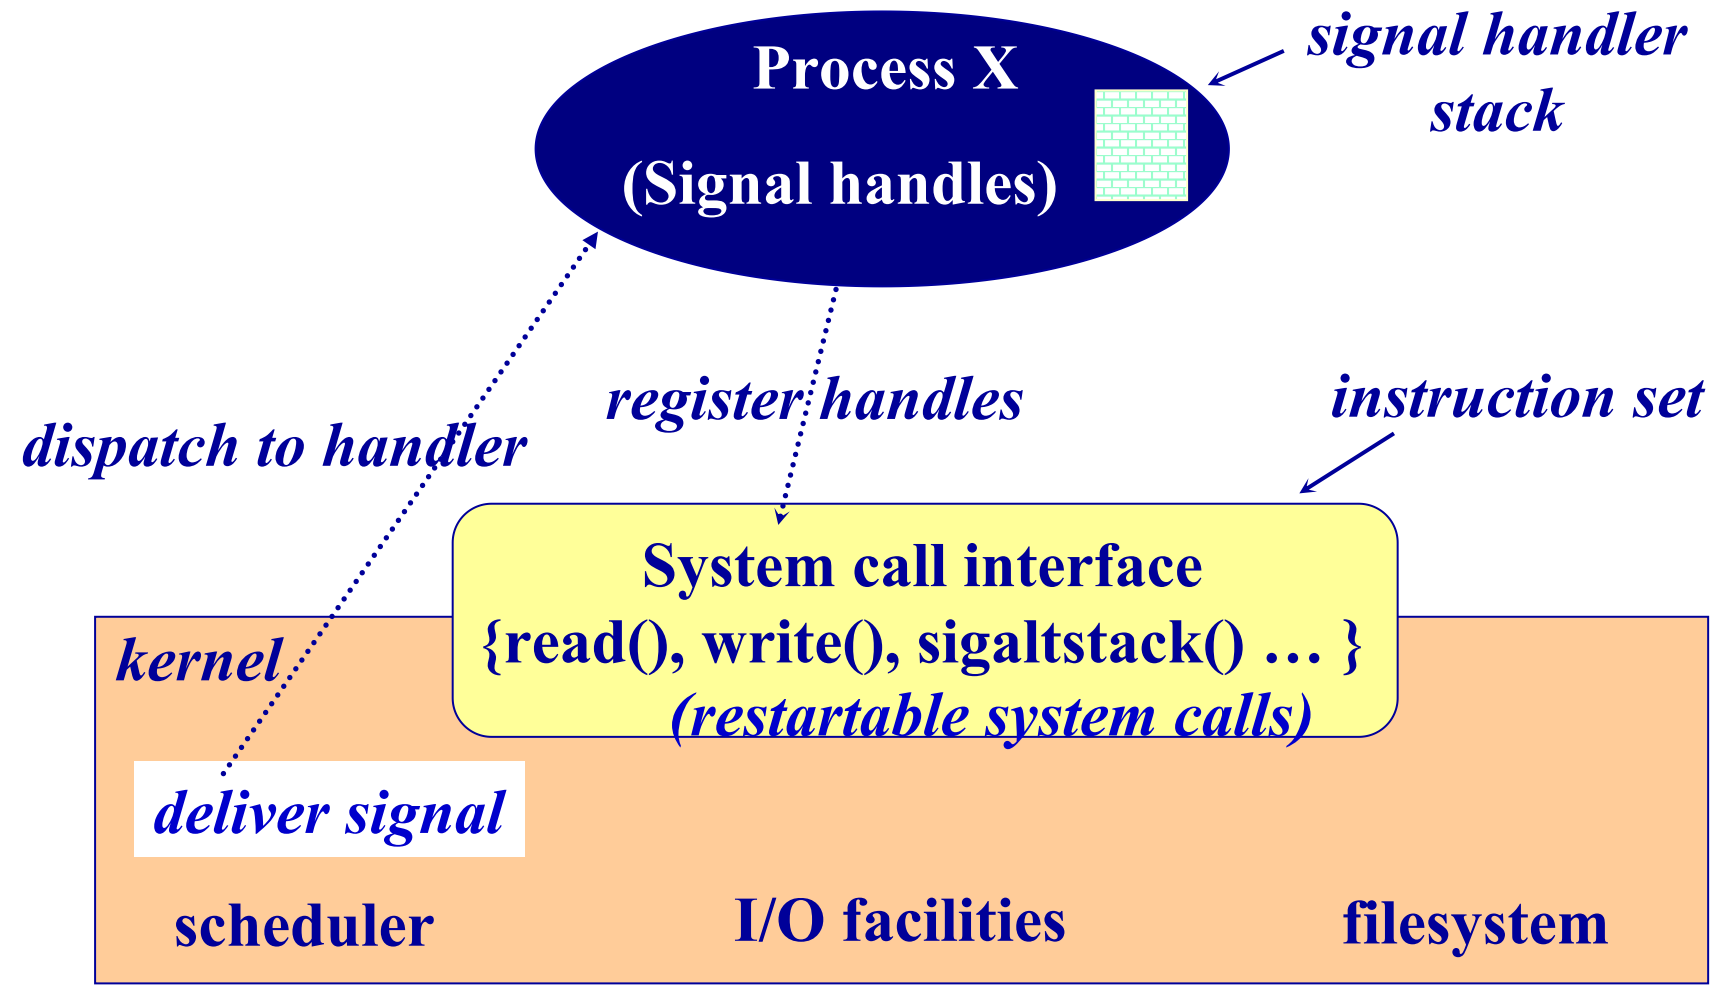 Process X
(Signal handles)
signal handler
stack
dispatch to handler
register handles
instruction set
System call interface
{read(), write(), sigaltstack() … }
(restartable system calls)
kernel
deliver signal
scheduler
I/O facilities
filesystem